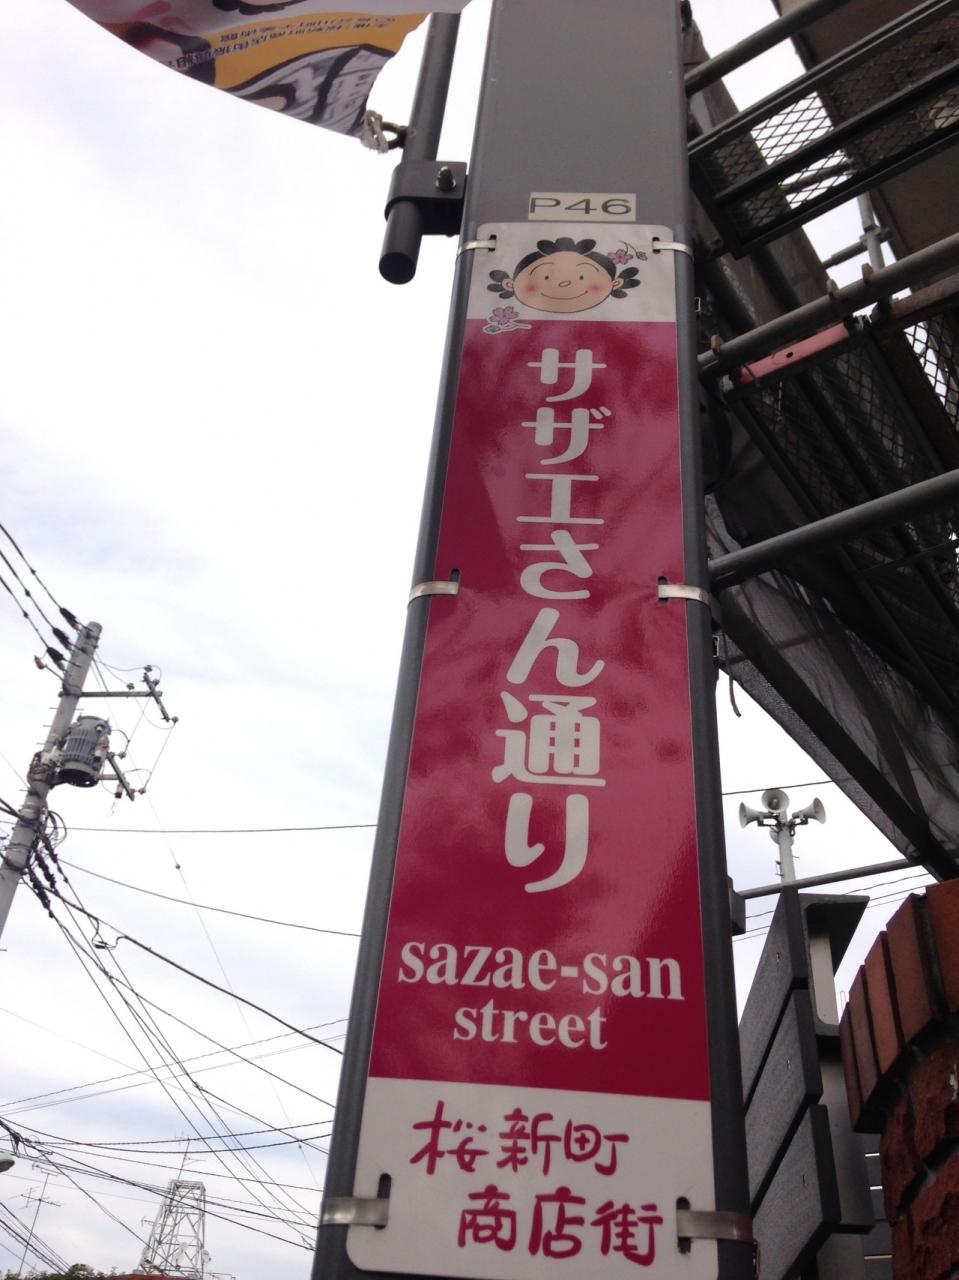 P46
サザエさん通り
sazae-san
street
桜新町
商店街